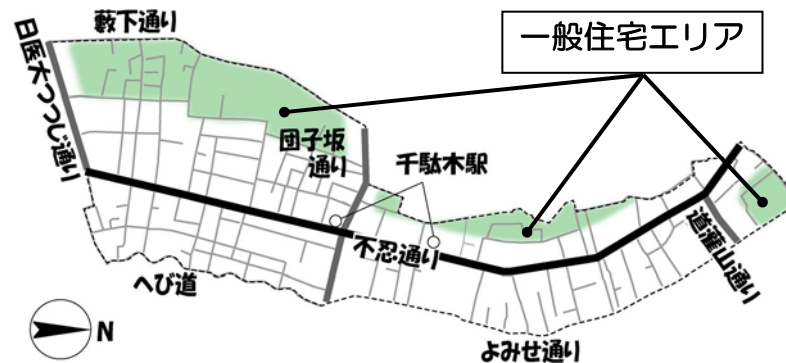 藪下通り
一般住宅エリア
日医大つつじ通り
団子坂
通り
千駄木駅
不忍通り
道灌山通り
へび道
N
よみせ通り